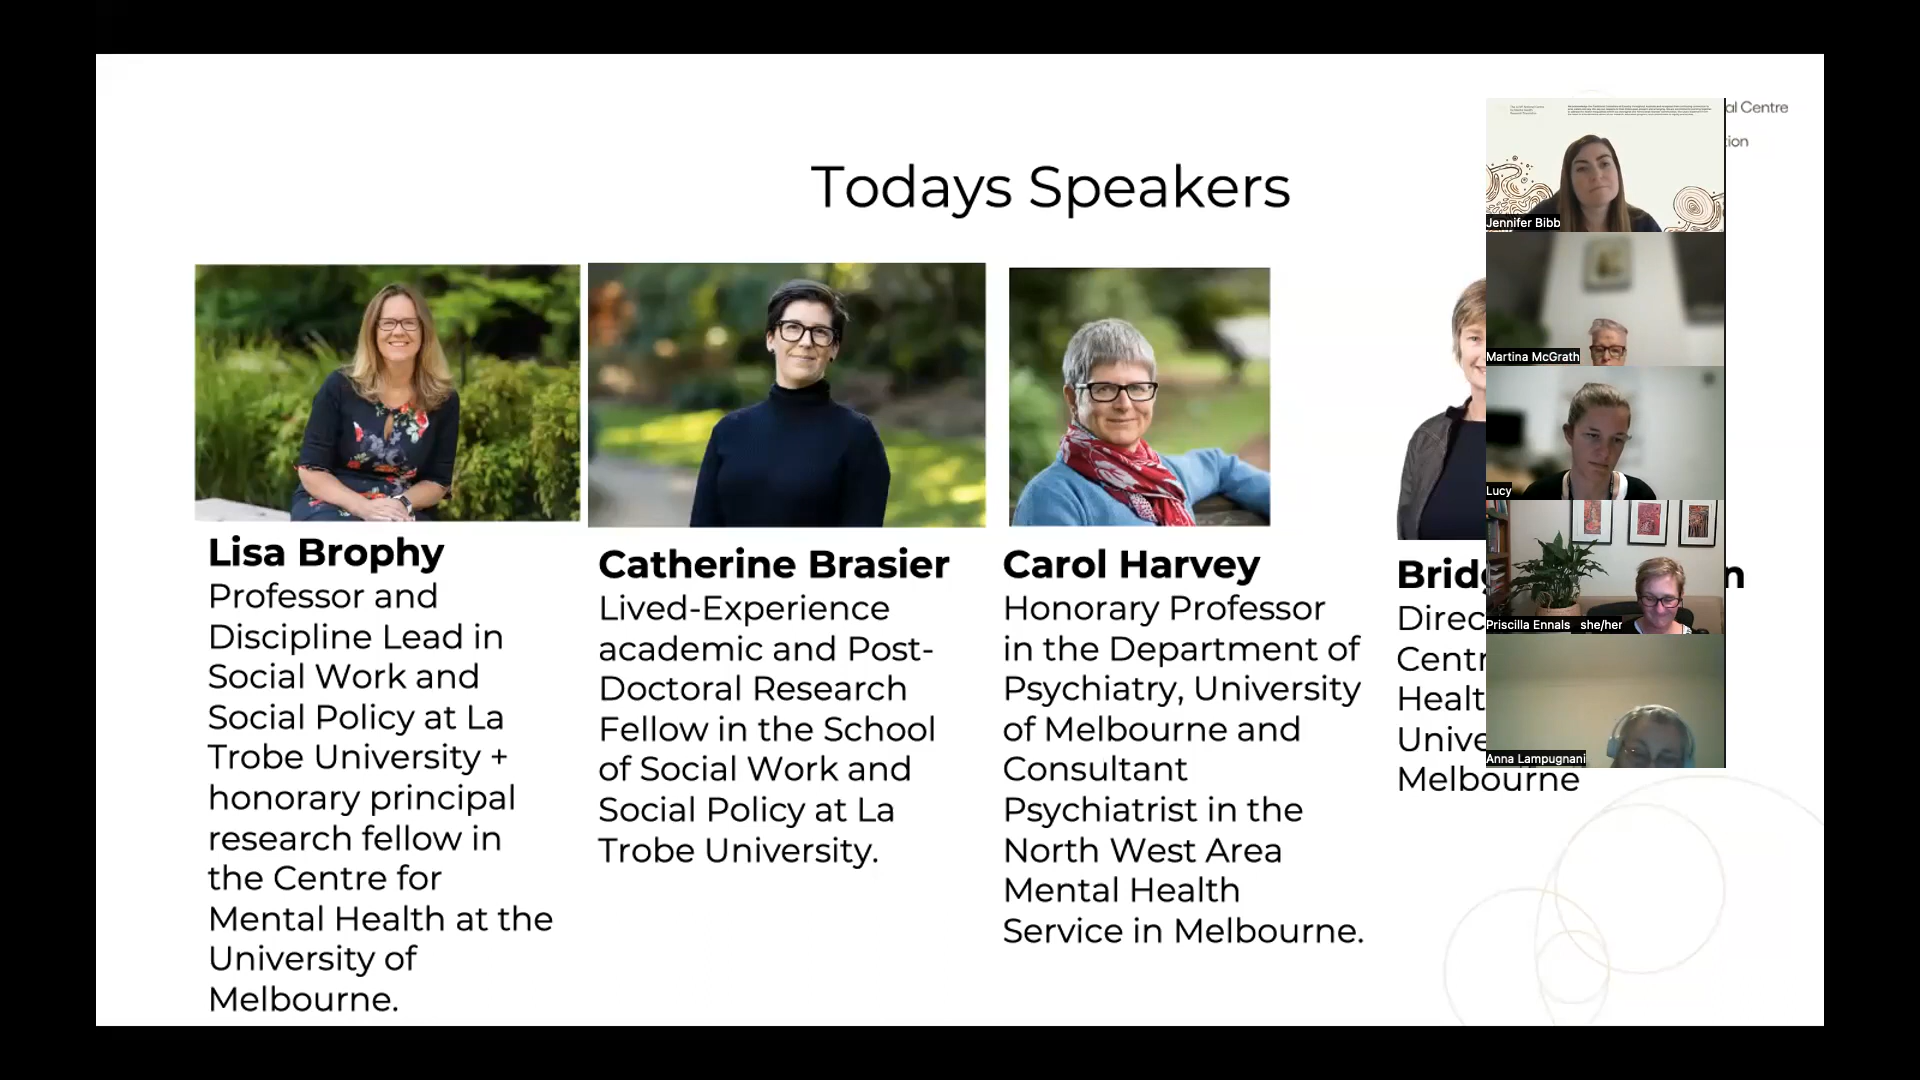 al Centre
tion
Todays Speakers
Lisa Brophy
Professor and
Discipline Lead in
Social Work and
Social Policy at La
Trobe University +
honorary principal
research fellow in
the Centre for
Mental Health at the
University of
Melbourne.
Catherine Brasier
Lived-Experience
academic and Post-
Doctoral Research
Fellow in the School
of Social Work and
Social Policy at La
Trobe University.
Carol Harvey
Honorary Professor
in the Department of
Psychiatry, University
of Melbourne and
Consultant
Psychiatrist in the
North West Area
Mental Health
Service in Melbourne.
Melbourne
Jennifer Bibb
Martina McGrath
Lucy
Priscilla Ennals she/her
Anna Lampugnani